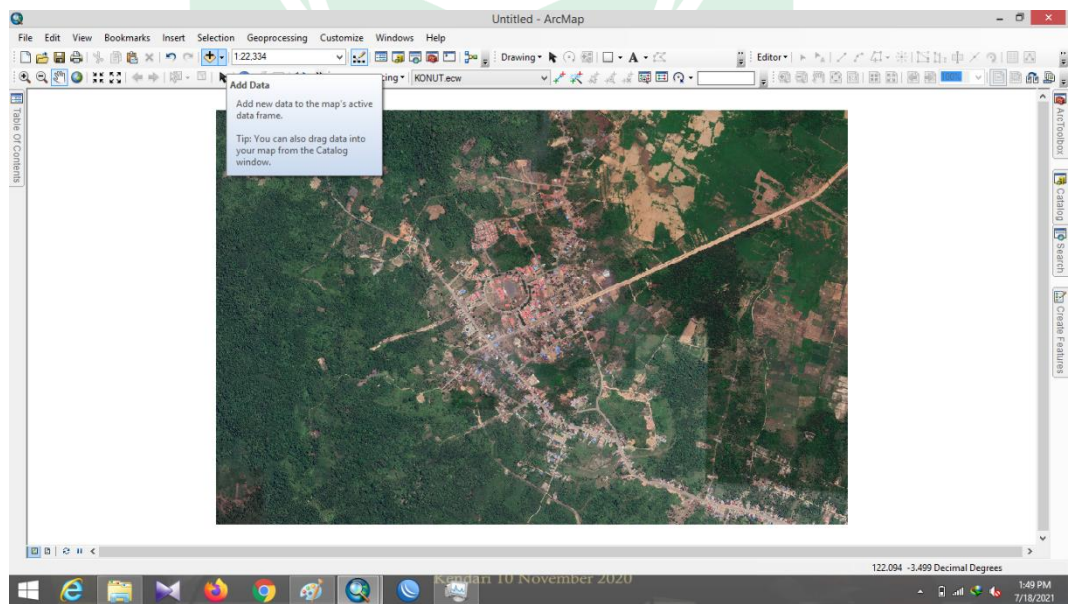 Untitled - ArcMap
File Edit View Bookmarks Insert Selection Geoprocessing Customize Windows Help
1:22,334
Drawing
Editor
KONUT.ecw
100%
Add Data
Add new data to the map's active
data frame.
Tip: You can also drag data into
your map from the Catalog
window.
Table Of Contents
ArcToolbox
Catalog
Search
Create Features
122.094 -3.499 Decimal Degrees
Kendari 10 November 2020
1:49 PM
7/18/2021